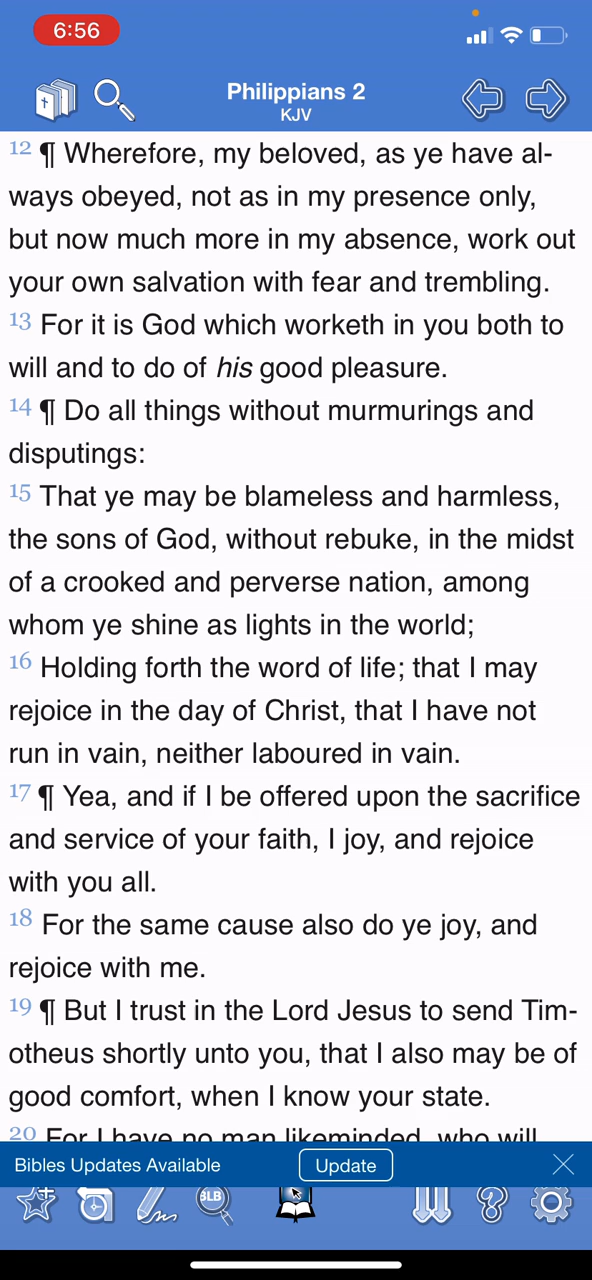 6:56
Philippians 2
KJV
12 ¶ Wherefore, my beloved, as ye have al-
ways obeyed, not as in my presence only,
but now much more in my absence, work out
your own salvation with fear and trembling.
13 For it is God which worketh in you both to
will and to do of his good pleasure.
14 ¶ Do all things without murmurings and
disputings:
15 That ye may be blameless and harmless,
the sons of God, without rebuke, in the midst
of a crooked and perverse nation, among
whom ye shine as lights in the world;
16 Holding forth the word of life; that I may
rejoice in the day of Christ, that I have not
run in vain, neither laboured in vain.
17 ¶ Yea, and if I be offered upon the sacrifice
and service of your faith, I joy, and rejoice
with you all.
18 For the same cause also do ye joy, and
rejoice with me.
19 ¶ But I trust in the Lord Jesus to send Tim-
otheus shortly unto you, that I also may be of
good comfort, when I know your state.
20 For I have no man likeminded, who will
Bibles Updates Available Update
BLB